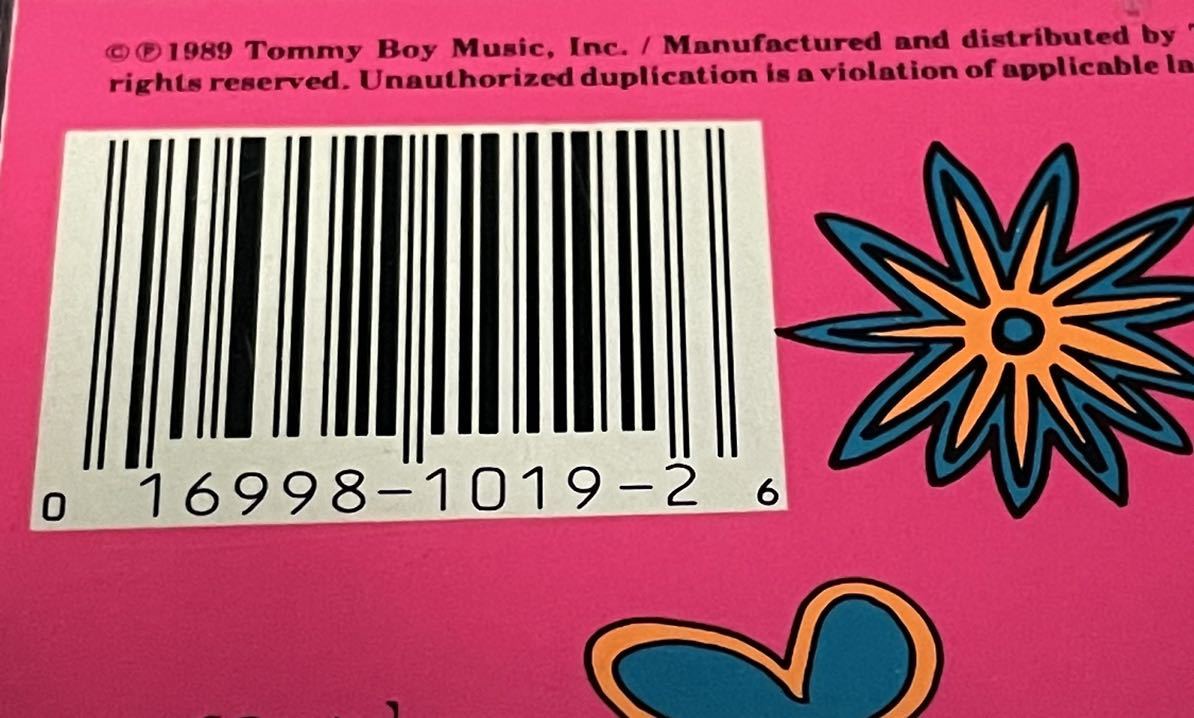 ©℗1989 Tommy Boy Music, Inc. / Manufactured and distributed by
rights reserved. Unauthorized duplication is a violation of applicable
0 16998-1019-2 6